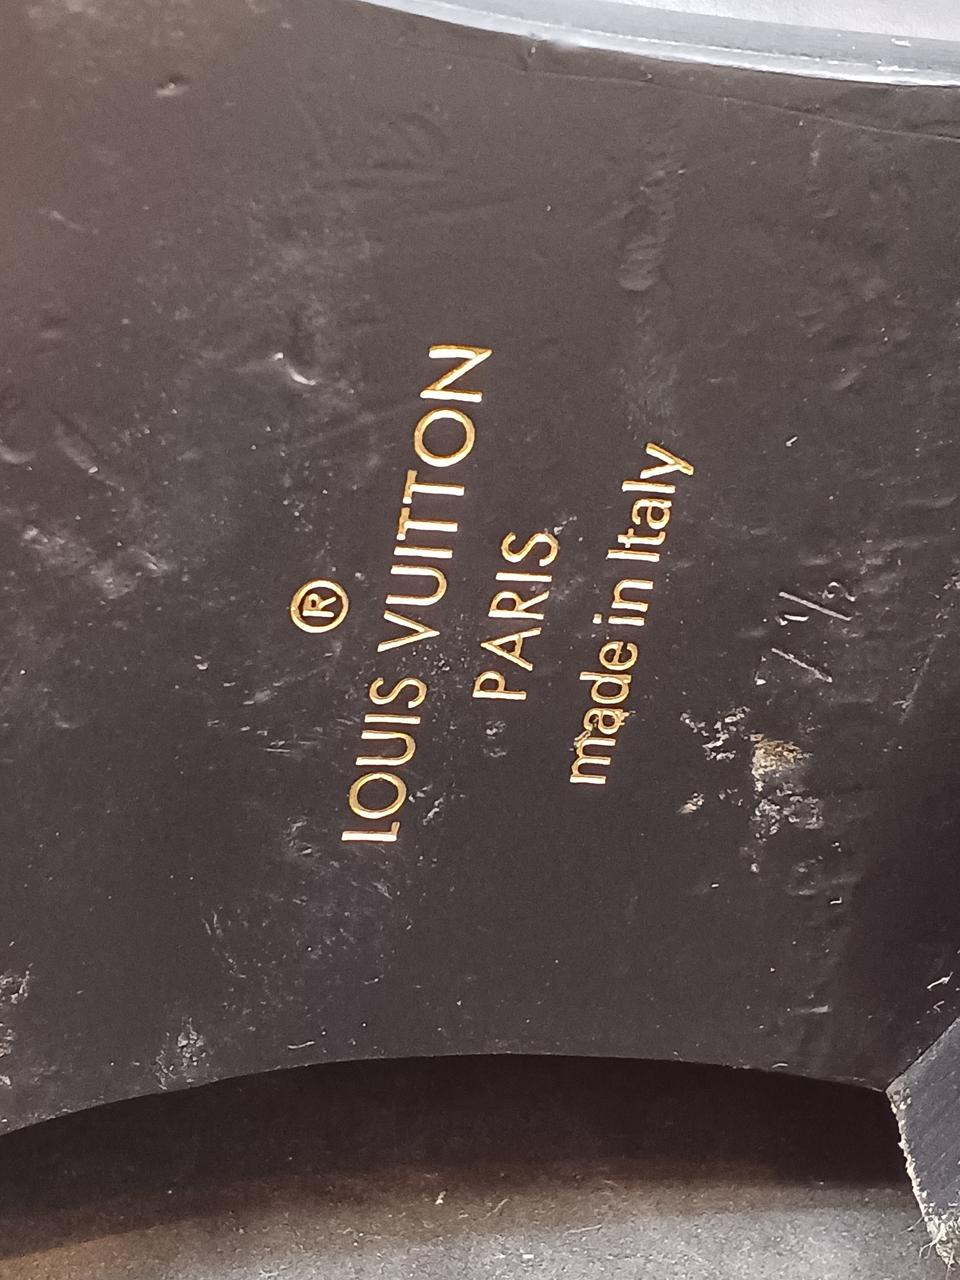 ®
LOUIS VUITTON
PARIS
made in Italy